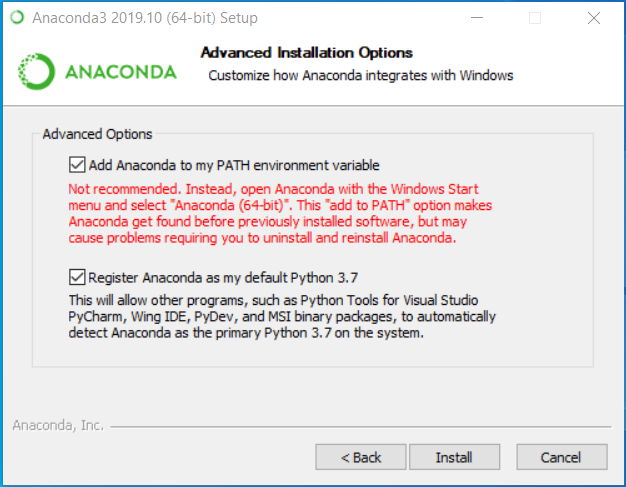 Anaconda3 2019.10 (64-bit) Setup
ANACONDA
Advanced Installation Options
Customize how Anaconda integrates with Windows
Advanced Options
Add Anaconda to my PATH environment variable
Not recommended. Instead, open Anaconda with the Windows Start
menu and select "Anaconda (64-bit)". This "add to PATH" option makes
Anaconda get found before previously installed software, but may
cause problems requiring you to uninstall and reinstall Anaconda.
Register Anaconda as my default Python 3.7
This will allow other programs, such as Python Tools for Visual Studio
PyCharm, Wing IDE, PyDev, and MSI binary packages, to automatically
detect Anaconda as the primary Python 3.7 on the system.
Anaconda, Inc.
< Back
Install
Cancel